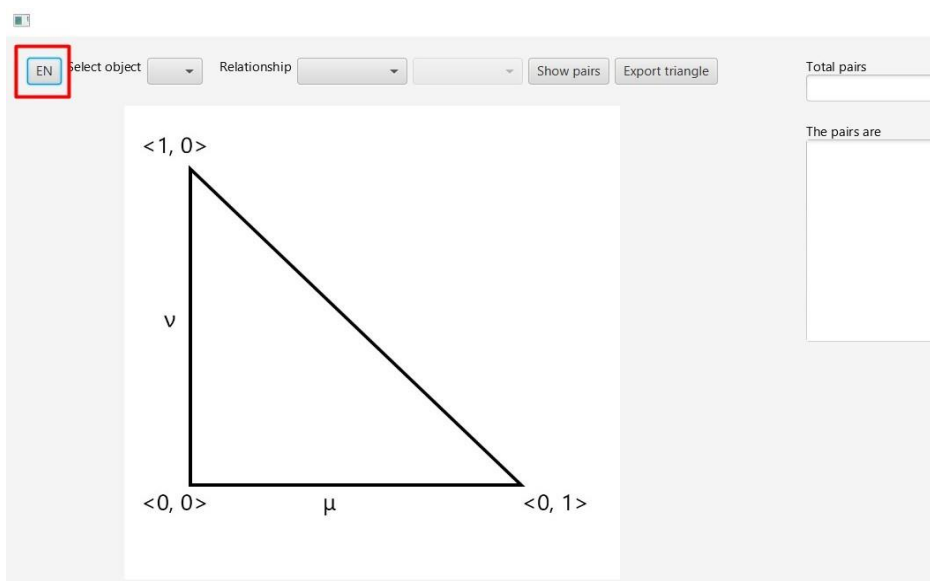 EN Select object Relationship Show pairs Export triangle
Total pairs
The pairs are
<1, 0>
ν
<0, 0>
μ
<0, 1>